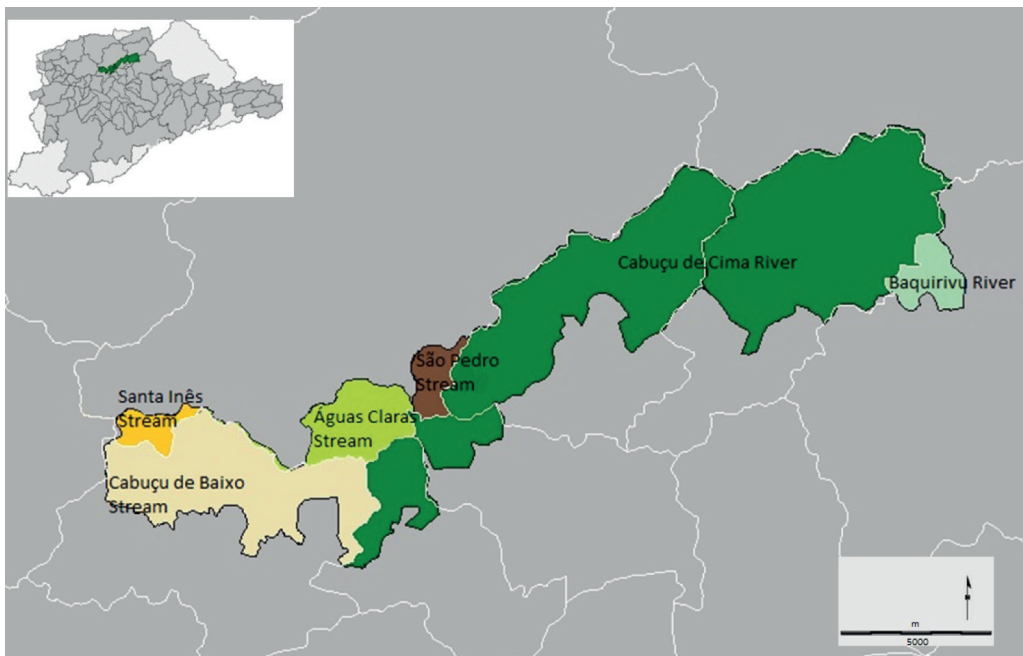 Cabuçu de Cima River
Baquirivu River
São Pedro
Stream
Santa Inês
Stream
Águas Claras
Stream
Cabuçu de Baixo
Stream
m
5000